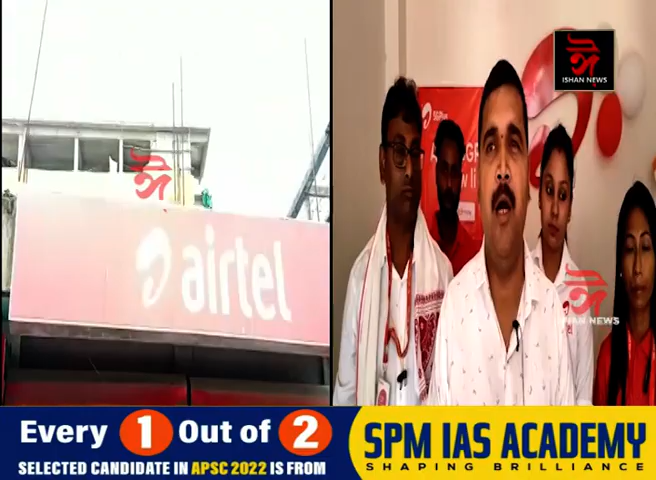 airtel
ঈ
ঈ
ISHAN NEWS
airtel
ঈ
ISHAN NEWS
Every 1 Out of 2
SELECTED CANDIDATE IN APSC 2022 IS FROM
SPM IAS ACADEMY
SHAPING BRILLIANCE